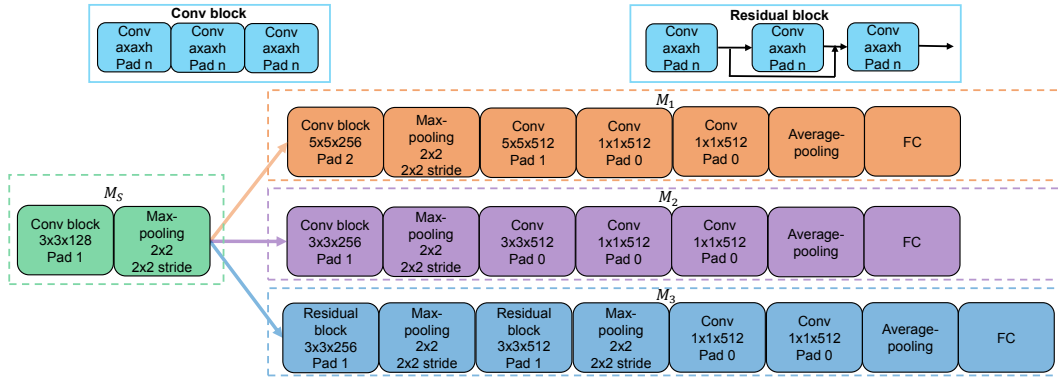 Conv block
Conv
axaxh
Pad n
Conv
axaxh
Pad n
Conv
axaxh
Pad n
Residual block
Conv
axaxh
Pad n
Conv
axaxh
Pad n
Conv
axaxh
Pad n
M1
Conv block
5x5x256
Pad 2
Max-
pooling
2x2
2x2 stride
Conv
5x5x512
Pad 1
Conv
1x1x512
Pad 0
Conv
1x1x512
Pad 0
Average-
pooling
FC
MS
Conv block
3x3x128
Pad 1
Max-
pooling
2x2
2x2 stride
M2
Conv block
3x3x256
Pad 1
Max-
pooling
2x2
2x2 stride
Conv
3x3x512
Pad 0
Conv
1x1x512
Pad 0
Conv
1x1x512
Pad 0
Average-
pooling
FC
M3
Residual
block
3x3x256
Pad 1
Max-
pooling
2x2
2x2 stride
Residual
block
3x3x512
Pad 1
Max-
pooling
2x2
2x2 stride
Conv
1x1x512
Pad 0
Conv
1x1x512
Pad 0
Average-
pooling
FC